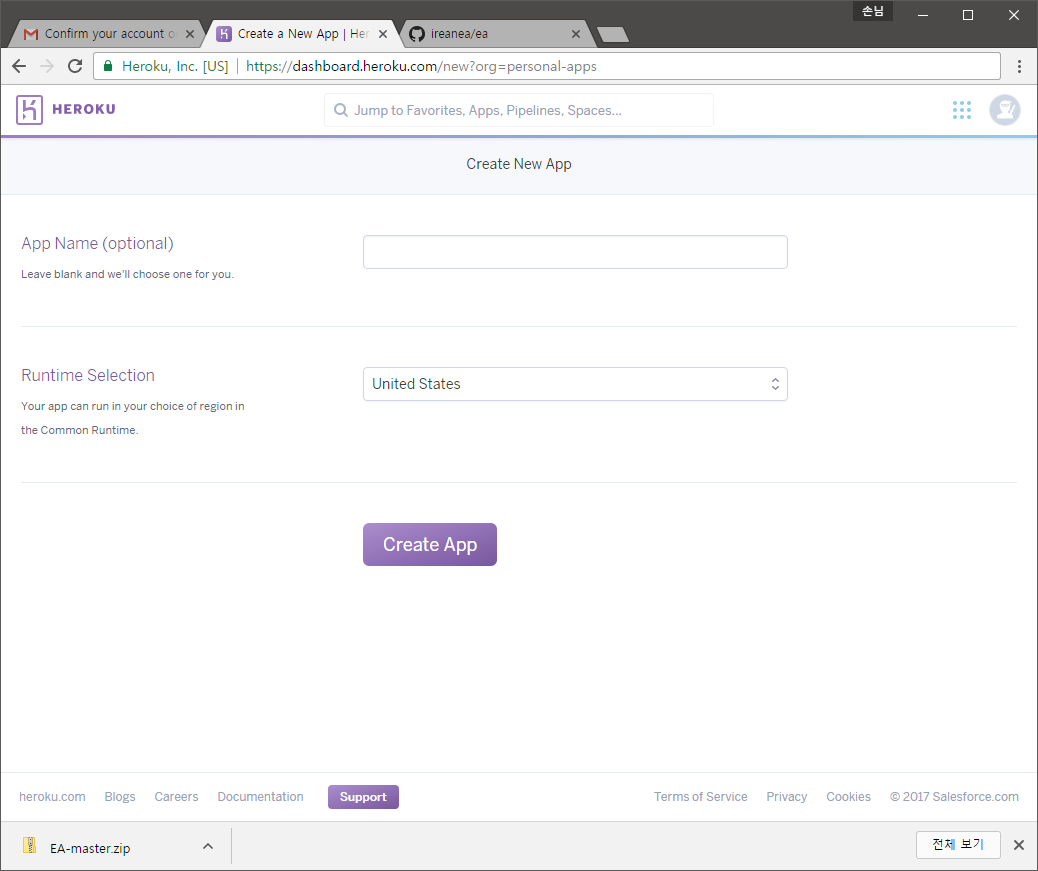 손님
Confirm your account o
Create a New App | Her
ireanea/ea
Heroku, Inc. [US]
https://dashboard.heroku.com/new?org=personal-apps
HEROKU
Jump to Favorites, Apps, Pipelines, Spaces...
Create New App
App Name (optional)
Leave blank and we'll choose one for you.
Runtime Selection
United States
Your app can run in your choice of region in
the Common Runtime.
Create App
heroku.com Blogs Careers Documentation Support Terms of Service Privacy Cookies © 2017 Salesforce.com
EA-master.zip
전체 보기